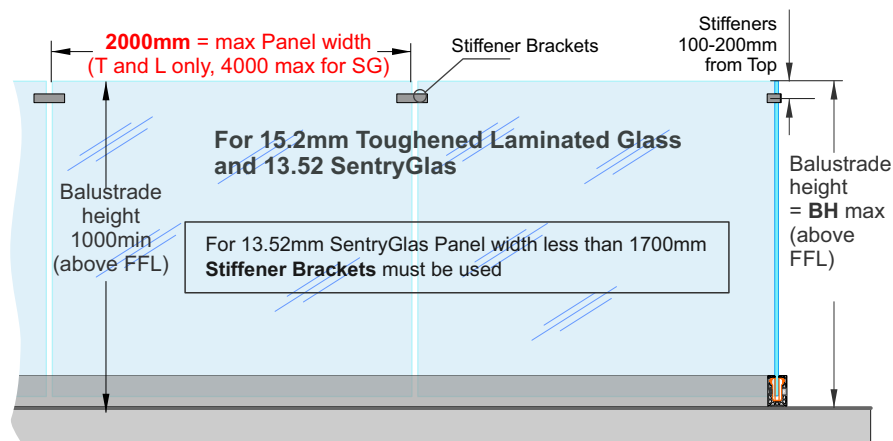 2000mm = max Panel width
(T and L only, 4000 max for SG)
Stiffener Brackets
Stiffeners
100-200mm
from Top
For 15.2mm Toughened Laminated Glass
and 13.52 SentryGlas
Balustrade
height
1000min
(above FFL)
For 13.52mm SentryGlas Panel width less than 1700mm
Stiffener Brackets must be used
Balustrade
height
= BH max
(above
FFL)